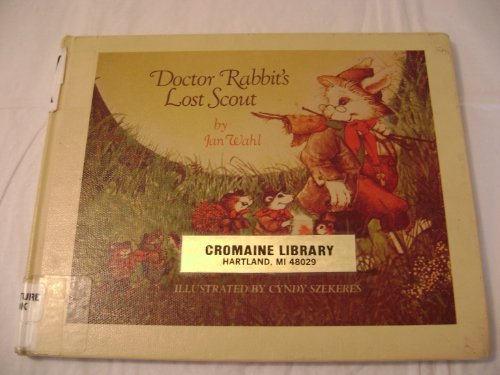 Doctor Rabbit's
Lost Scout
by
Jan Wahl
CROMAINE LIBRARY
HARTLAND, MI 48029
ILLUSTRATED BY CYNDY SZEKERES